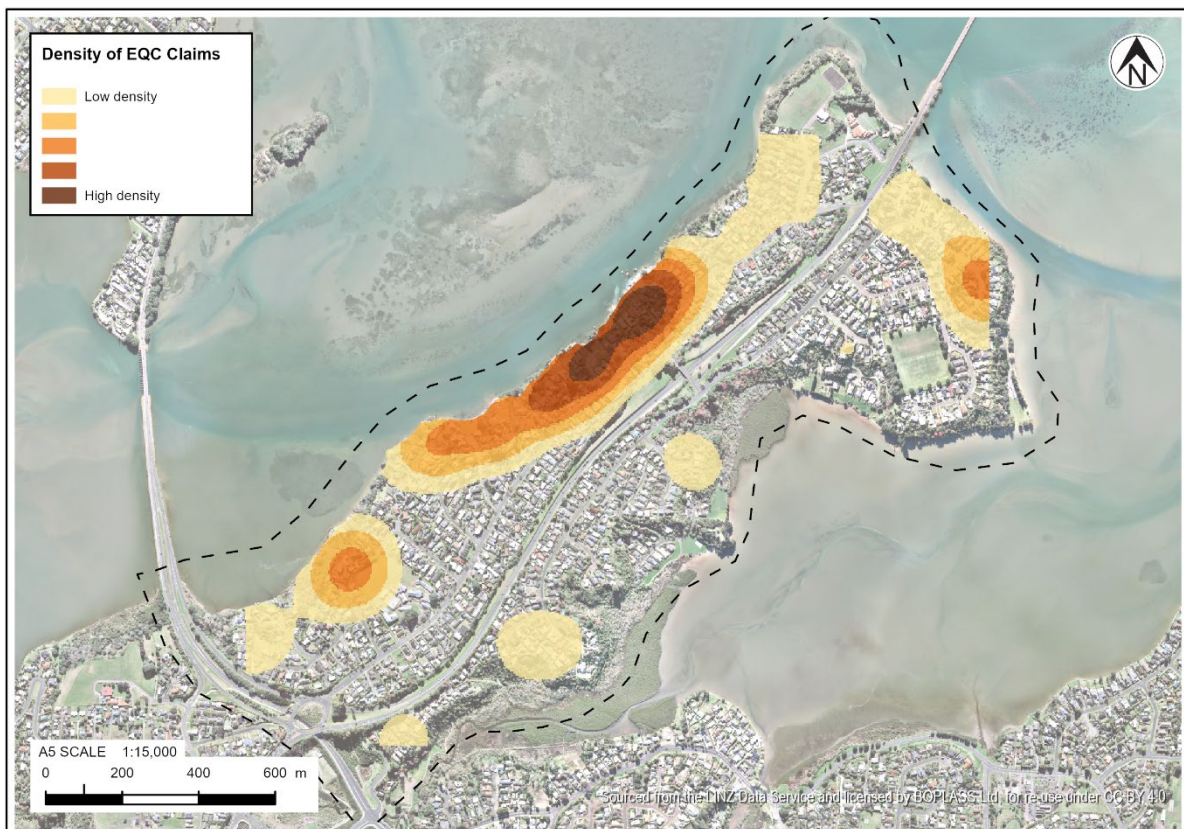 Density of EQC Claims
Low density
High density
N
A5 SCALE 1:15,000
0 200 400 600 m
Sourced from the LINZ Data Service and licensed by BOPLASS Ltd, for re-use under CC BY 4.0